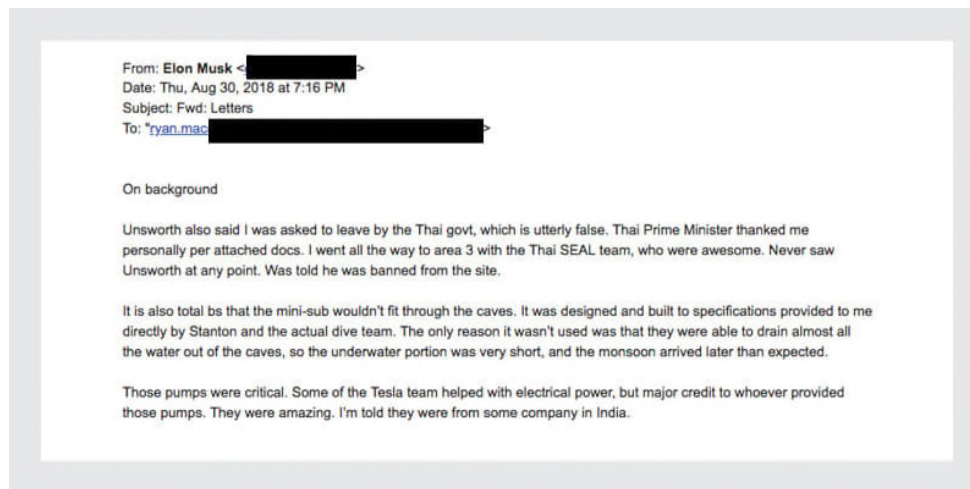 From: Elon Musk < >
Date: Thu, Aug 30, 2018 at 7:16 PM
Subject: Fwd: Letters
To: "ryan.mac >
On background
Unsworth also said I was asked to leave by the Thai govt, which is utterly false. Thai Prime Minister thanked me
personally per attached docs. I went all the way to area 3 with the Thai SEAL team, who were awesome. Never saw
Unsworth at any point. Was told he was banned from the site.
It is also total bs that the mini-sub wouldn't fit through the caves. It was designed and built to specifications provided to me
directly by Stanton and the actual dive team. The only reason it wasn't used was that they were able to drain almost all
the water out of the caves, so the underwater portion was very short, and the monsoon arrived later than expected.
Those pumps were critical. Some of the Tesla team helped with electrical power, but major credit to whoever provided
those pumps. They were amazing. I'm told they were from some company in India.